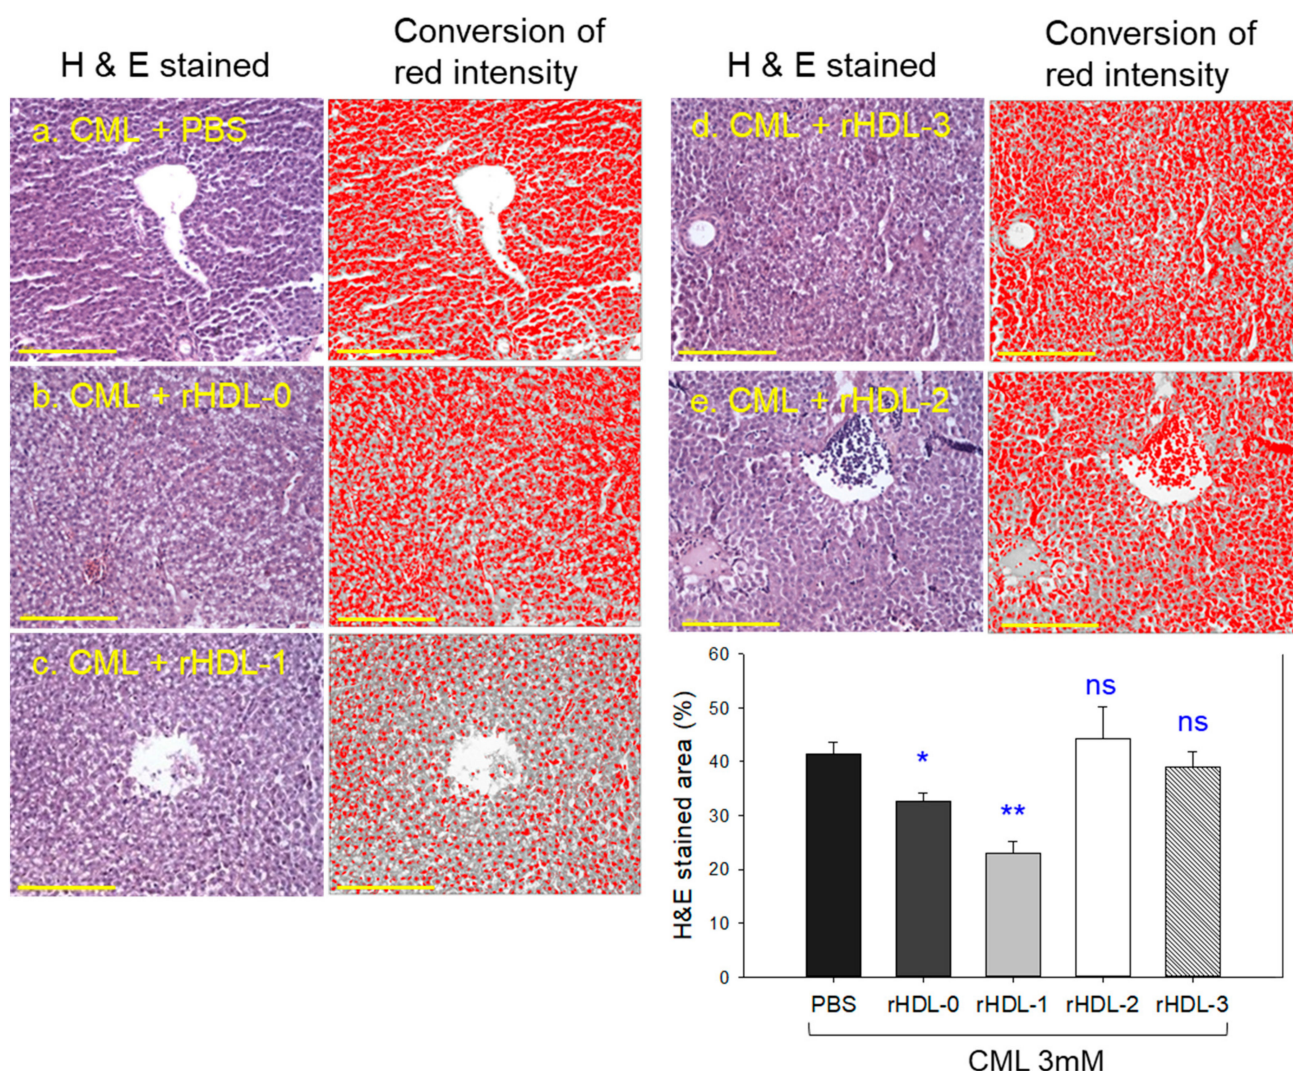 H & E stained
Conversion of
red intensity
a. CML + PBS
b. CML + rHDL-0
c. CML + rHDL-1
H & E stained
Conversion of
red intensity
d. CML + rHDL-3
e. CML + rHDL-2
H&E stained area (%)
60
50
40
30
20
10
0
*
**
ns
ns
PBS
rHDL-0
rHDL-1
rHDL-2
rHDL-3
CML 3mM